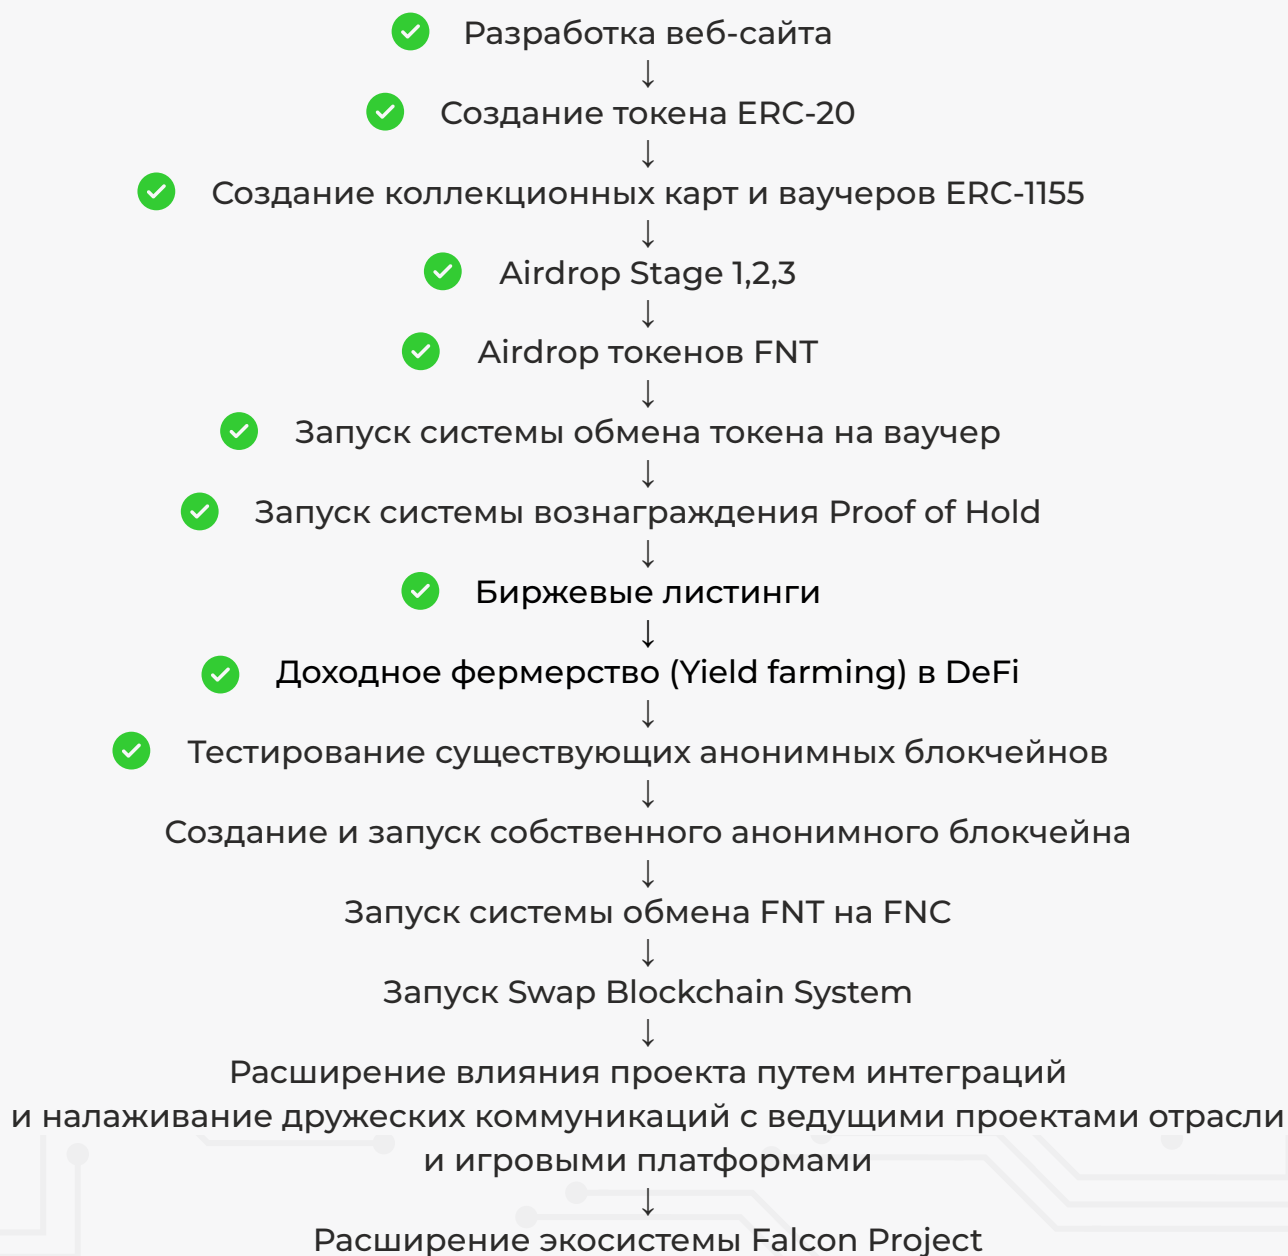 Разработка веб-сайта
↓
Создание токена ERC-20
↓
Создание коллекционных карт и ваучеров ERC-1155
↓
Airdrop Stage 1,2,3
↓
Airdrop токенов FNT
↓
Запуск системы обмена токена на ваучер
↓
Запуск системы вознаграждения Proof of Hold
↓
Биржевые листинги
↓
Доходное фермерство (Yield farming) в DeFi
↓
Тестирование существующих анонимных блокчейнов
↓
Создание и запуск собственного анонимного блокчейна
↓
Запуск системы обмена FNT на FNC
↓
Запуск Swap Blockchain System
↓
Расширение влияния проекта путем интеграций
и налаживание дружеских коммуникаций с ведущими проектами отрасли
и игровыми платформами
↓
Расширение экосистемы Falcon Project